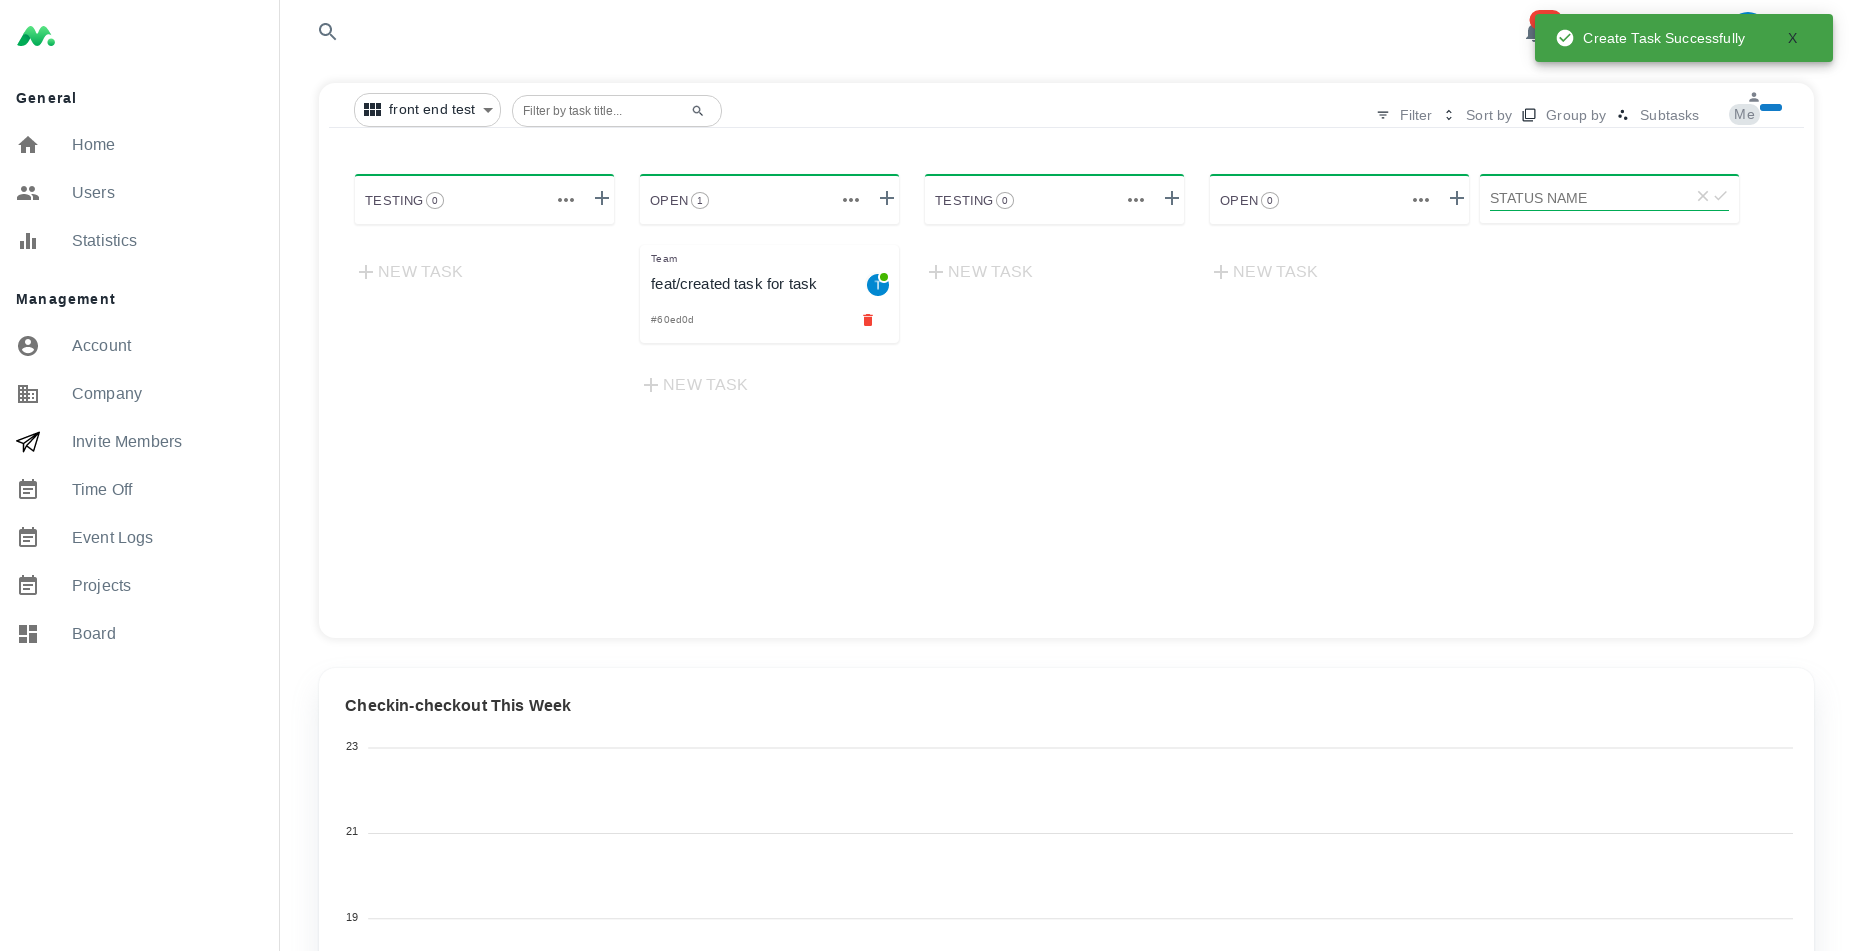 Create Task Successfully X
General
Home
Users
Statistics
Management
Account
Company
Invite Members
Time Off
Event Logs
Projects
Board
front end test
Filter by task title...
Filter
Sort by
Group by
Subtasks
Me
TESTING 0
OPEN 1
TESTING 0
OPEN 0
STATUS NAME
NEW TASK
Team
feat/created task for task
T
#60ed0d
NEW TASK
NEW TASK
NEW TASK
Checkin-checkout This Week
23
21
19